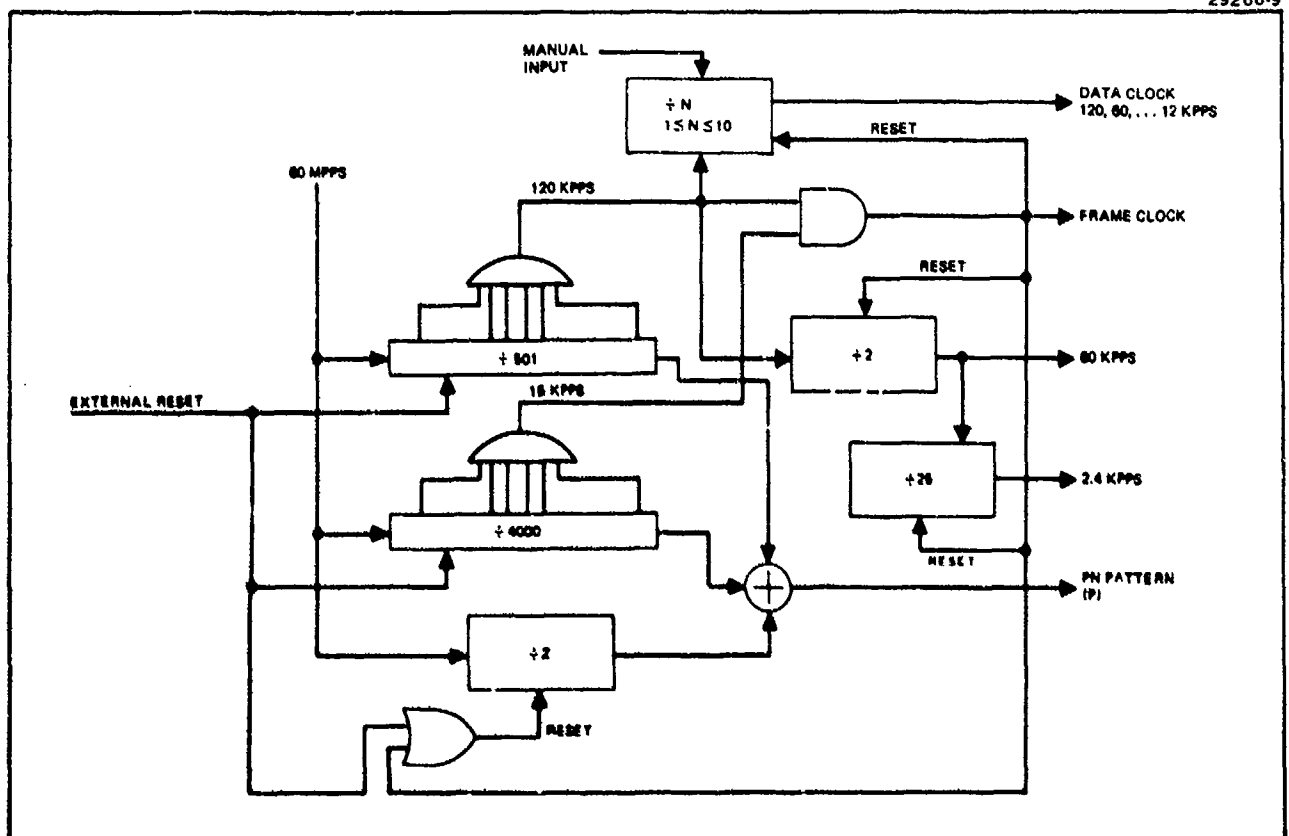 MANUAL
INPUT
÷ N
1 ≤ N ≤ 10
DATA CLOCK
120, 60, ... 12 KPPS
RESET
60 MPPS
120 KPPS
FRAME CLOCK
RESET
÷ 501
÷2
60 KPPS
EXTERNAL RESET
15 KPPS
÷25
2.4 KPPS
÷ 4000
RESET
PN PATTERN
(P)
÷2
RESET